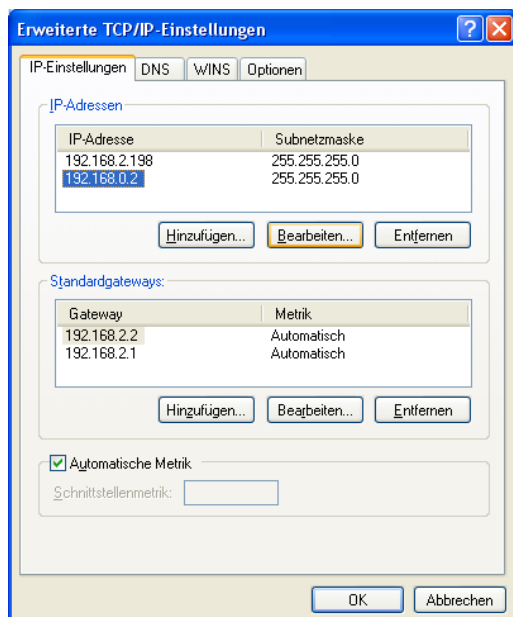 Erweiterte TCP/IP-Einstellungen
IP-Einstellungen DNS WINS Optionen
IP-Adressen
IP-Adresse Subnetzmaske
192.168.2.198 255.255.255.0
192.168.0.2 255.255.255.0
Hinzufügen... Bearbeiten... Entfernen
Standardgateways:
Gateway Metrik
192.168.2.2 Automatisch
192.168.2.1 Automatisch
Hinzufügen... Bearbeiten... Entfernen
Automatische Metrik
Schnittstellenmetrik:
OK Abbrechen